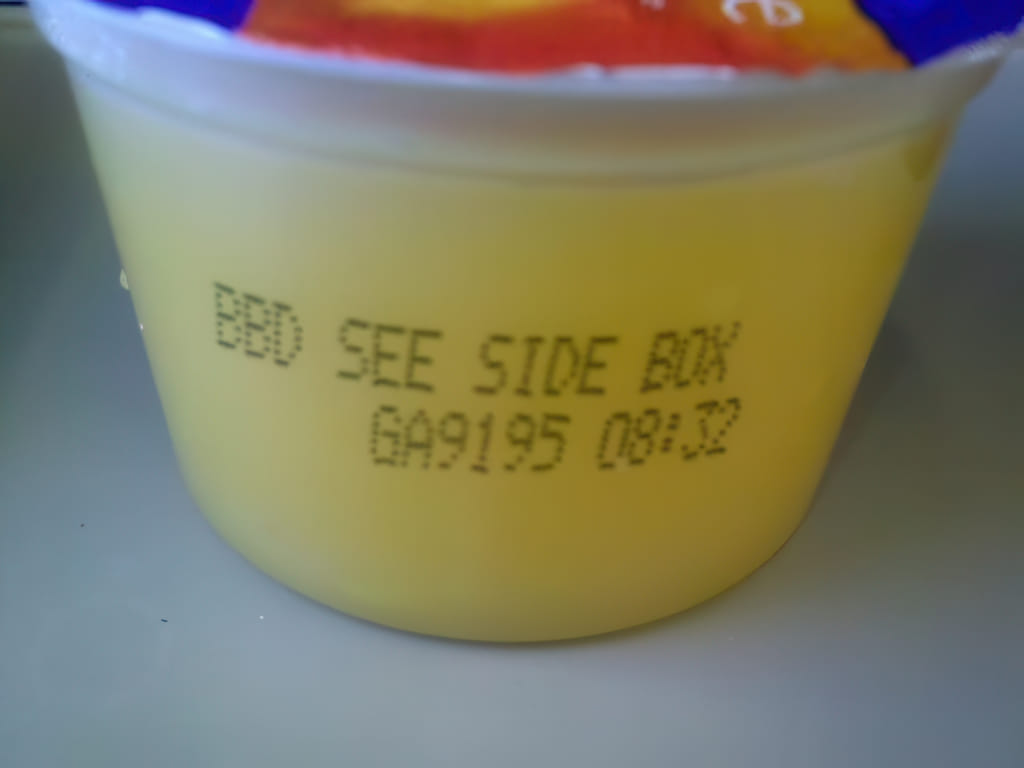 BBD SEE SIDE BOX
GA9195 08:32